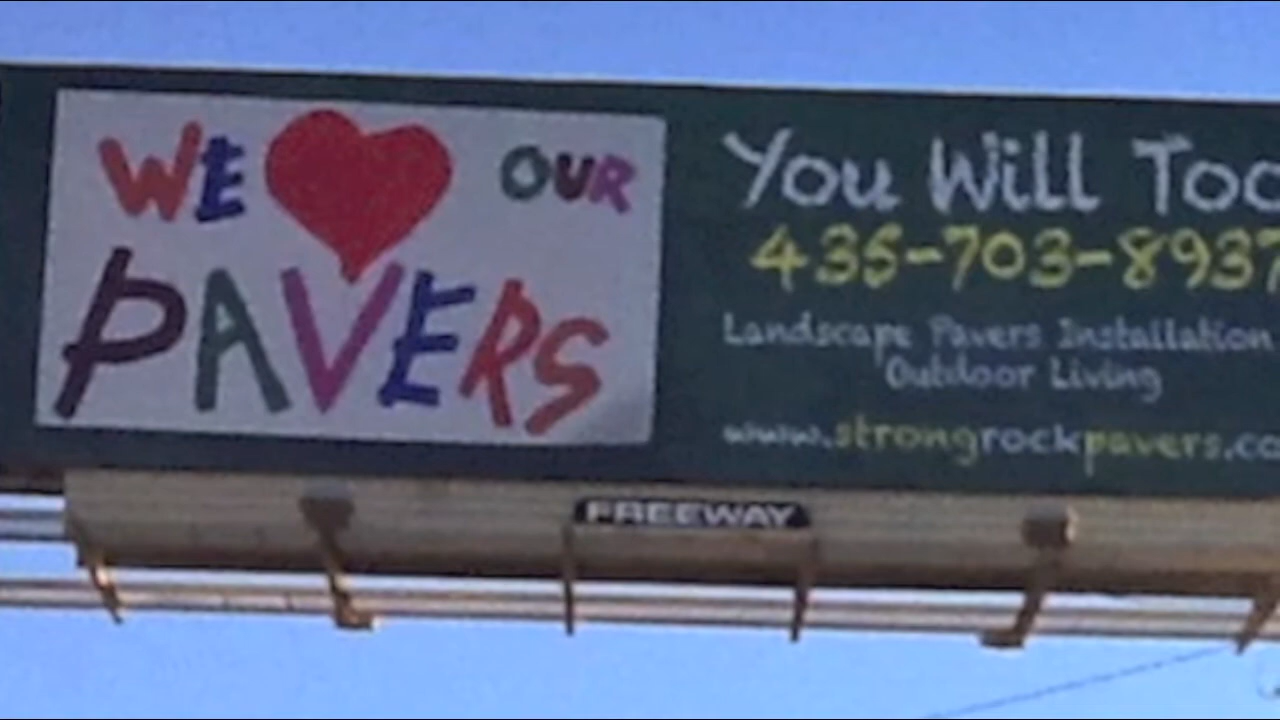 WE OUR
PAVERS
You Will Too
435-703-8937
Landscape Pavers Installation
Outdoor Living
www.strongrockpavers.co
FREEWAY